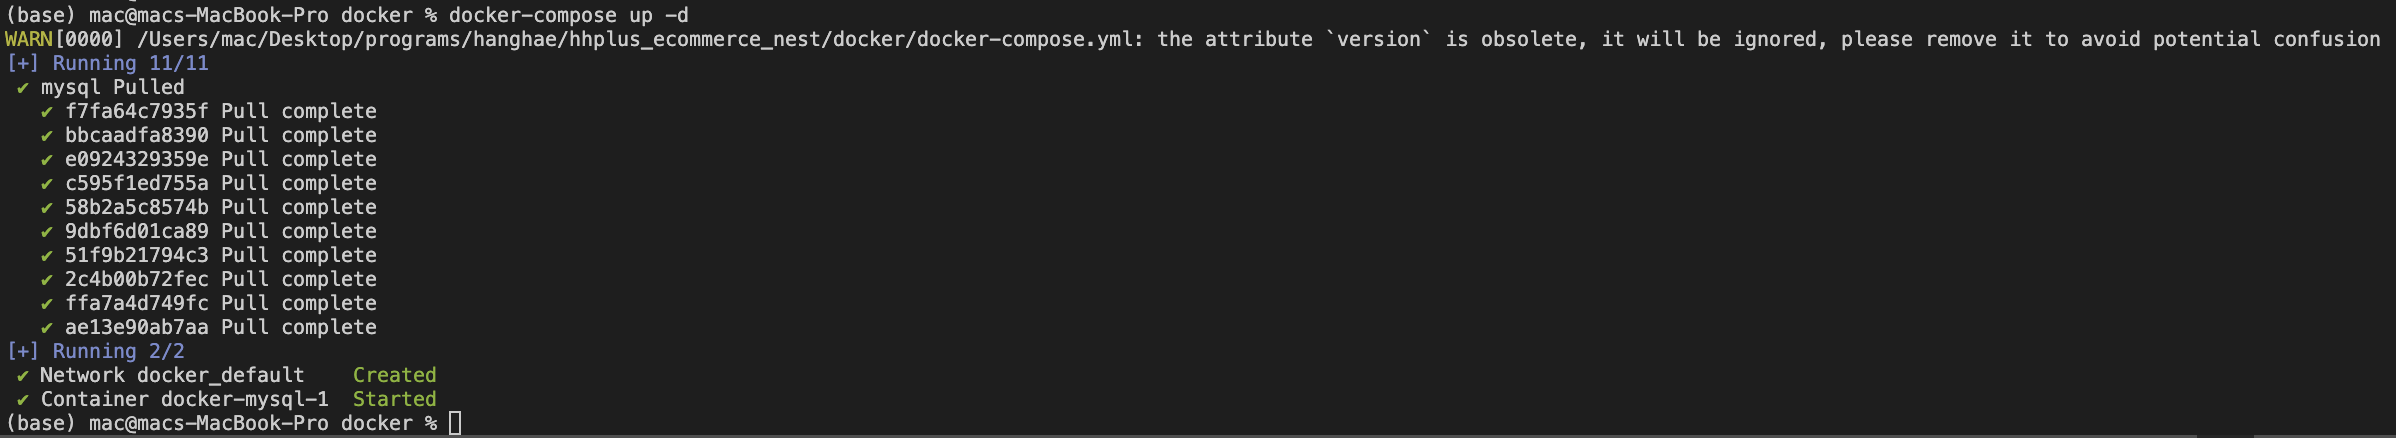 (base) mac@macs-MacBook-Pro docker % docker-compose up -d
WARN[0000] /Users/mac/Desktop/programs/hanghae/hhplus_ecommerce_nest/docker/docker-compose.yml: the attribute `version` is obsolete, it will be ignored, please remove it to avoid potential confusion
[+] Running 11/11
✔ mysql Pulled
✔ f7fa64c7935f Pull complete
✔ bbcaadfa8390 Pull complete
✔ e0924329359e Pull complete
✔ c595f1ed755a Pull complete
✔ 58b2a5c8574b Pull complete
✔ 9dbf6d01ca89 Pull complete
✔ 51f9b21794c3 Pull complete
✔ 2c4b00b72fec Pull complete
✔ ffa7a4d749fc Pull complete
✔ ae13e90ab7aa Pull complete
[+] Running 2/2
✔ Network docker_default Created
✔ Container docker-mysql-1 Started
(base) mac@macs-MacBook-Pro docker %